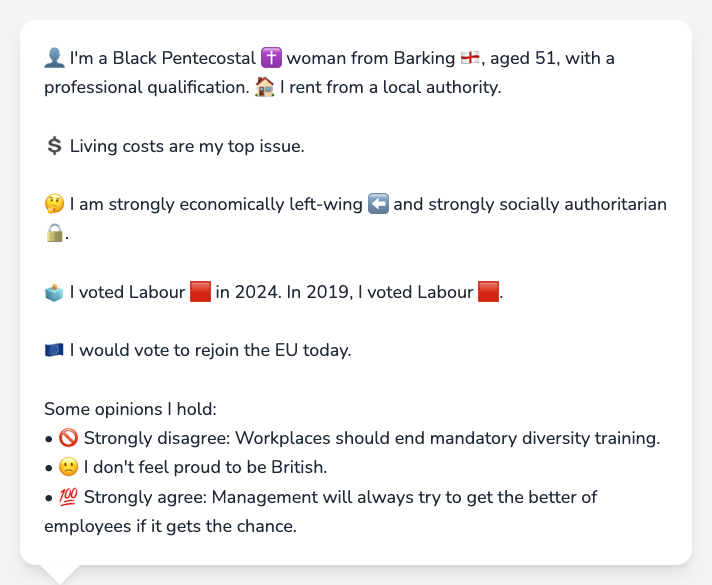 👤 I'm a Black Pentecostal ✝️ woman from Barking 🏴󠁧󠁢󠁥󠁮󠁧󠁿, aged 51, with a
professional qualification. 🏠 I rent from a local authority.
💲 Living costs are my top issue.
🤔 I am strongly economically left-wing ⬅️ and strongly socially authoritarian
🔒.
🗳️ I voted Labour 🟥 in 2024. In 2019, I voted Labour 🟥.
🇪🇺 I would vote to rejoin the EU today.
Some opinions I hold:
• 🚫 Strongly disagree: Workplaces should end mandatory diversity training.
• 🙁 I don't feel proud to be British.
• 💯 Strongly agree: Management will always try to get the better of
employees if it gets the chance.